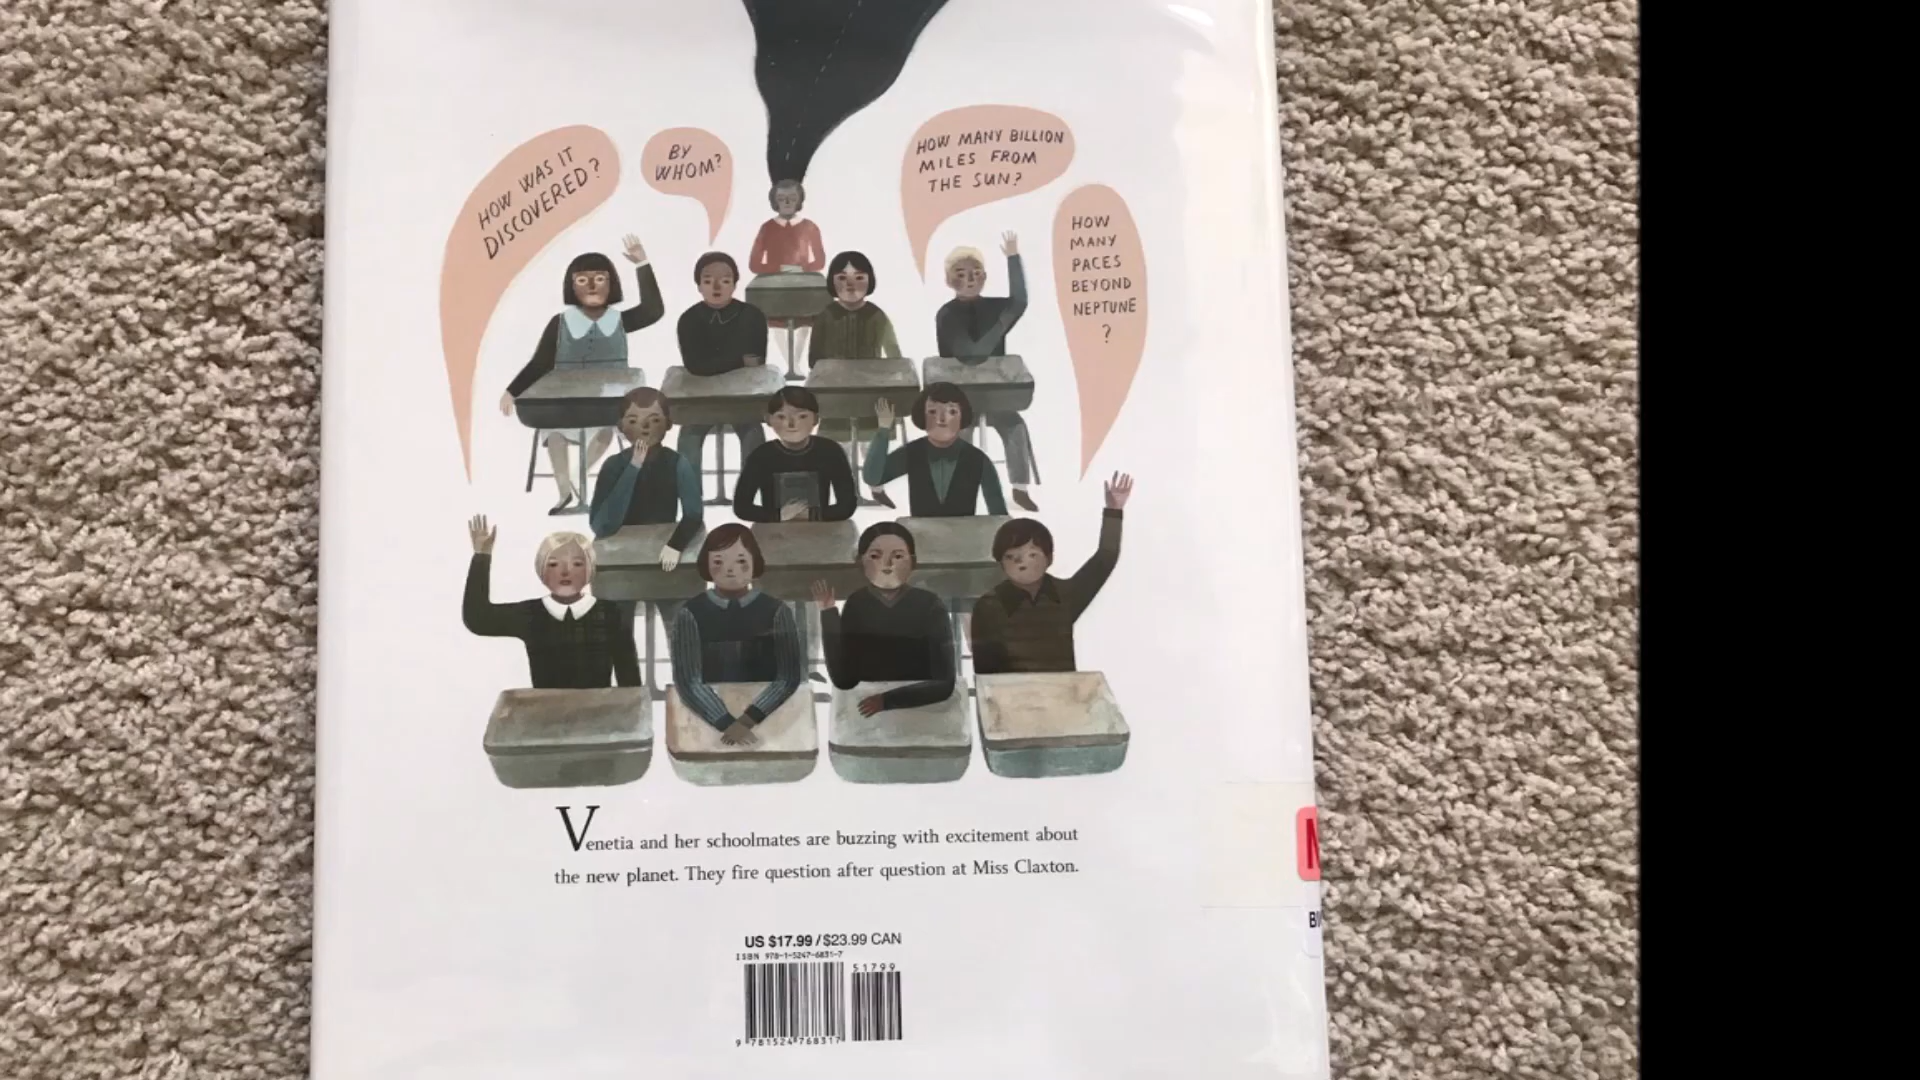 HOW WAS IT
DISCOVERED?
BY
WHOM?
HOW MANY BILLION
MILES FROM
THE SUN?
HOW
MANY
PACES
BEYOND
NEPTUNE
?
Venetia and her schoolmates are buzzing with excitement about
the new planet. They fire question after question at Miss Claxton.
US $17.99 / $23.99 CAN
ISBN 978-1-5247-6831-7
51799
9 781524 768317